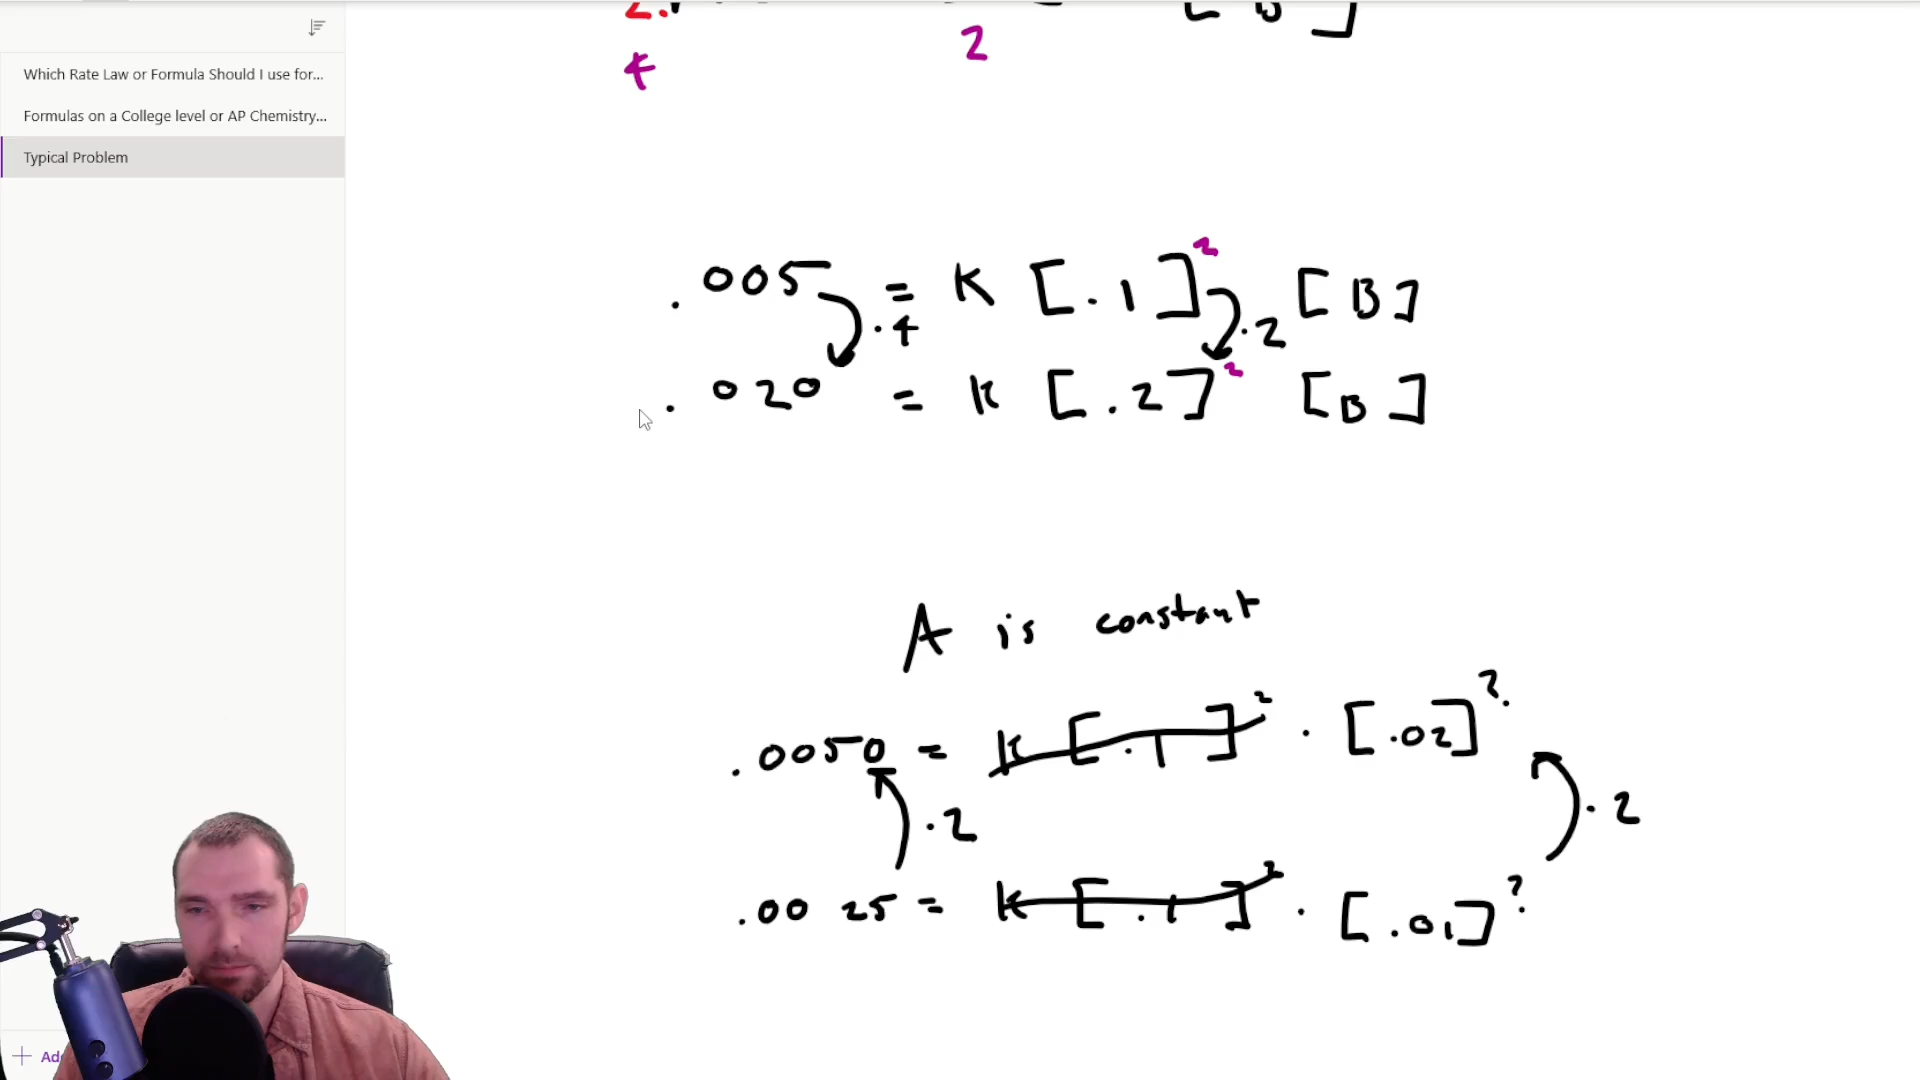 Which Rate Law or Formula Should I use for...
Formulas on a College level or AP Chemistry...
Typical Problem
2.
[B]
2
4
.005 = K [.1]² [B]
.4 .2
.020 = K [.2]² [B]
A is constant
.0050 = K [.1]² . [.02]?
.2 .2
.0025 = K [.1]² . [.01]?
+ Ad